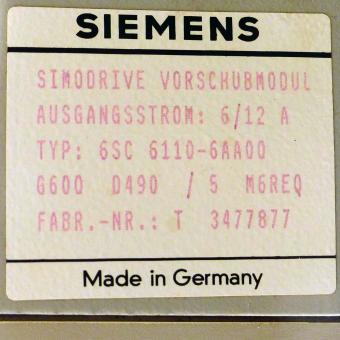 SIEMENS
SIMODRIVE VORSCHUBMODUL
AUSGANGSSTROM: 6/12 A
TYP: 6SC 6110-6AA00
G600 D490 / 5 M6REQ
FABR.-NR.: T 3477877
Made in Germany